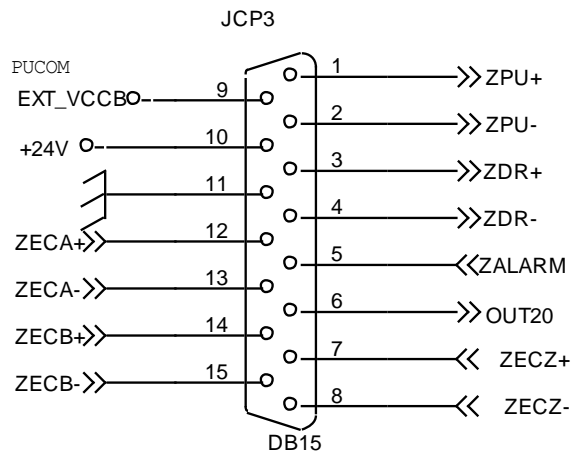 JCP3
PUCOM
1 ZPU+
EXT_VCCB 9
2 ZPU-
+24V 10
3 ZDR+
11
4 ZDR-
ZECA+ 12
5 ZALARM
ZECA- 13
6 OUT20
ZECB+ 14
7 ZECZ+
ZECB- 15
8 ZECZ-
DB15